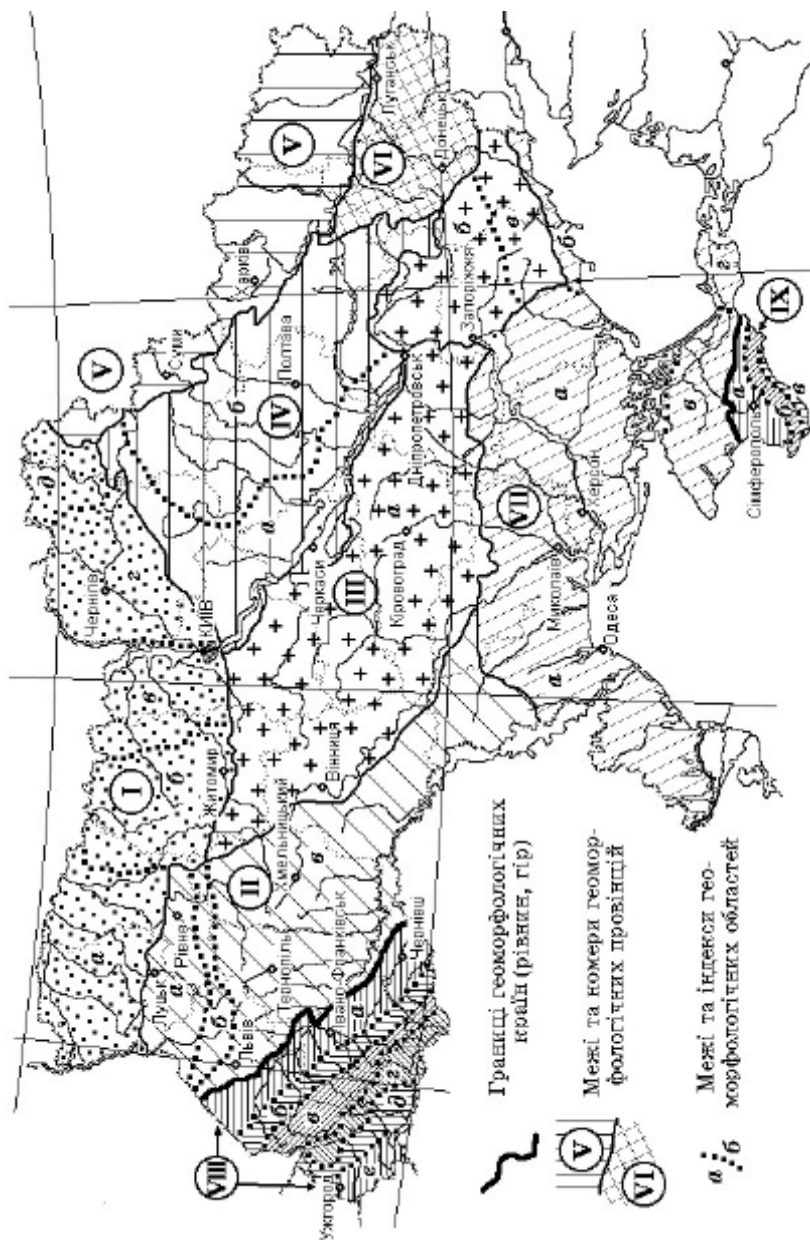 V
Харків
Суми
V
Луганськ
VI
Донецьк
б
в
б
Запоріжжя
Полтава
б
IV
а
Дніпропетровськ
д
г
Чернігів
КИЇВ
Черкаси
III
а
Кіровоград
I
в
б
Житомир
Вінниця
а
Луцьк
Рівне
а
б
Львів
II
Хмельницький
в
Тернопіль
Івано-Франківськ
Чернівці
VIII
а
б
в
г
д
е
Ужгород
а
VII
Херсон
Миколаїв
а
Одеса
в
г
Сімферополь
а
б
в
IX
Границі геоморфологічних
країн (рівнин, гір)
V
VI
Межі та номери геомор-
фологічних провінцій
а
б
Межі та індекси гео-
морфологічних областей